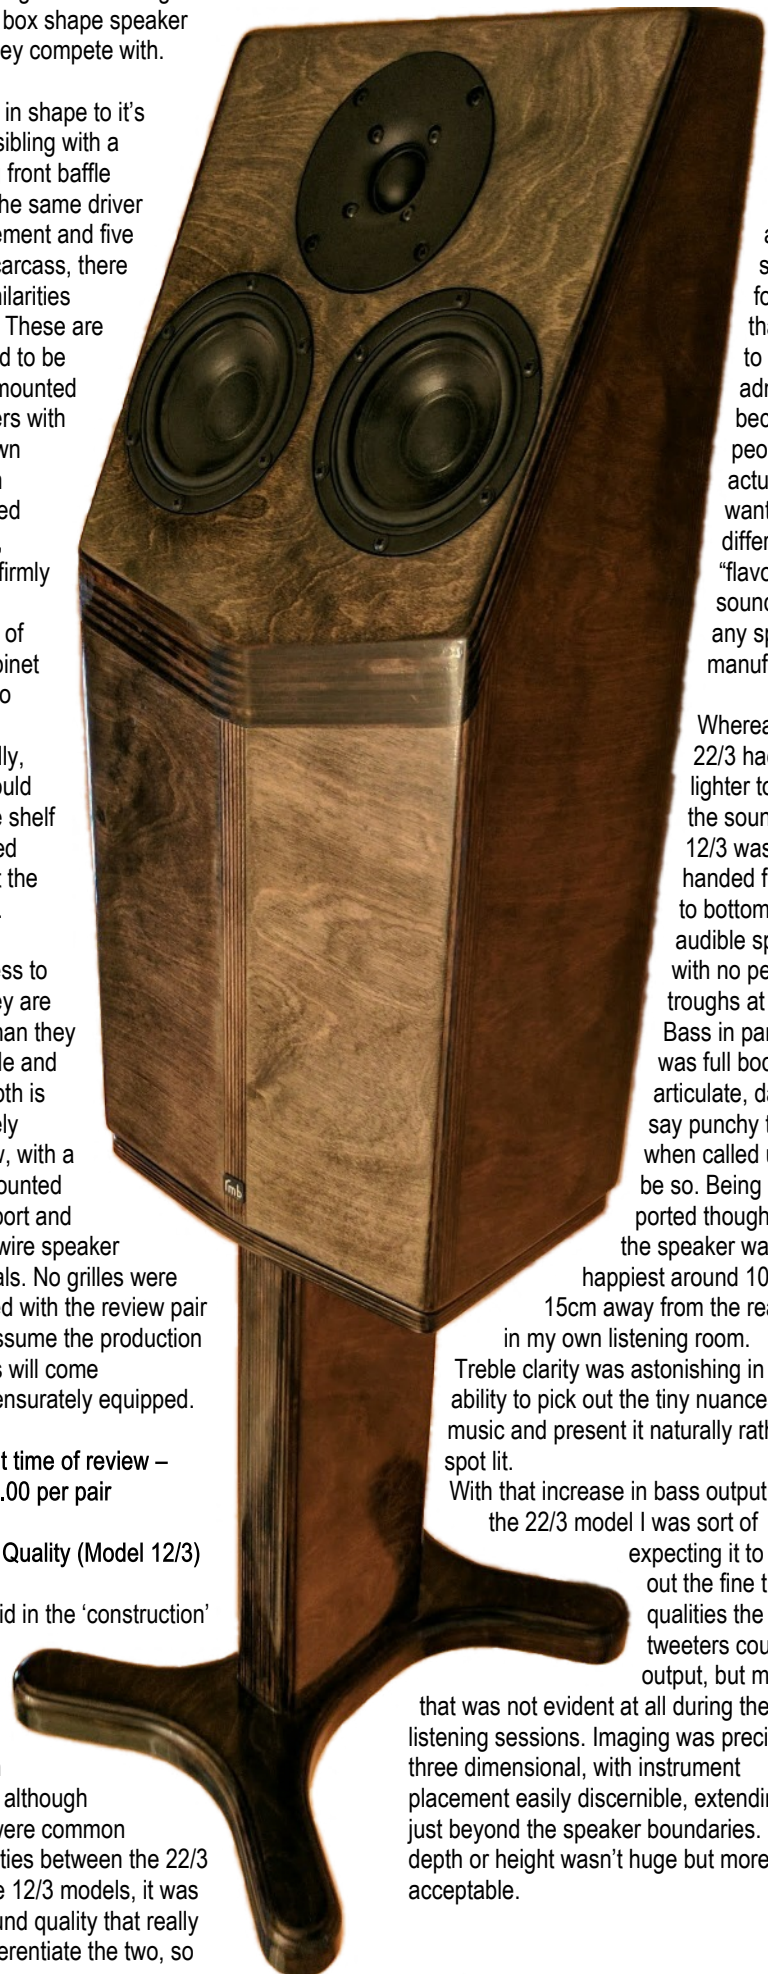 box shape speaker
ey compete with.
in shape to it’s
sibling with a
front baffle
he same driver
ement and five
carcass, there
ilarities
These are
d to be
mounted
ers with
wn
ed
firmly
of
binet
o
lly,
ould
e shelf
ed
t the
ess to
ey are
han they
le and
pth is
ely
w, with a
ounted
port and
wire speaker
als. No grilles were
ed with the review pair
ssume the production
s will come
ensurately equipped.
t time of review –
.00 per pair
Quality (Model 12/3)
id in the ‘construction’
although
were common
ties between the 22/3
e 12/3 models, it was
und quality that really
ferentiate the two, so
rmb
a
s
fo
tha
to
adr
bec
peo
actu
want
differ
“flavo
sound
any sp
manuf
Wherea
22/3 had
lighter to
the soun
12/3 was
handed f
to bottom
audible sp
with no pe
troughs at
Bass in par
was full bod
articulate, da
say punchy t
when called u
be so. Being
ported though
the speaker wa
happiest around 10
15cm away from the rea
in my own listening room.
Treble clarity was astonishing in
ability to pick out the tiny nuance
music and present it naturally rath
spot lit.
With that increase in bass output
the 22/3 model I was sort of
expecting it to
out the fine t
qualities the
tweeters cou
output, but m
that was not evident at all during the
listening sessions. Imaging was preci
three dimensional, with instrument
placement easily discernible, extendin
just beyond the speaker boundaries.
depth or height wasn’t huge but more
acceptable.